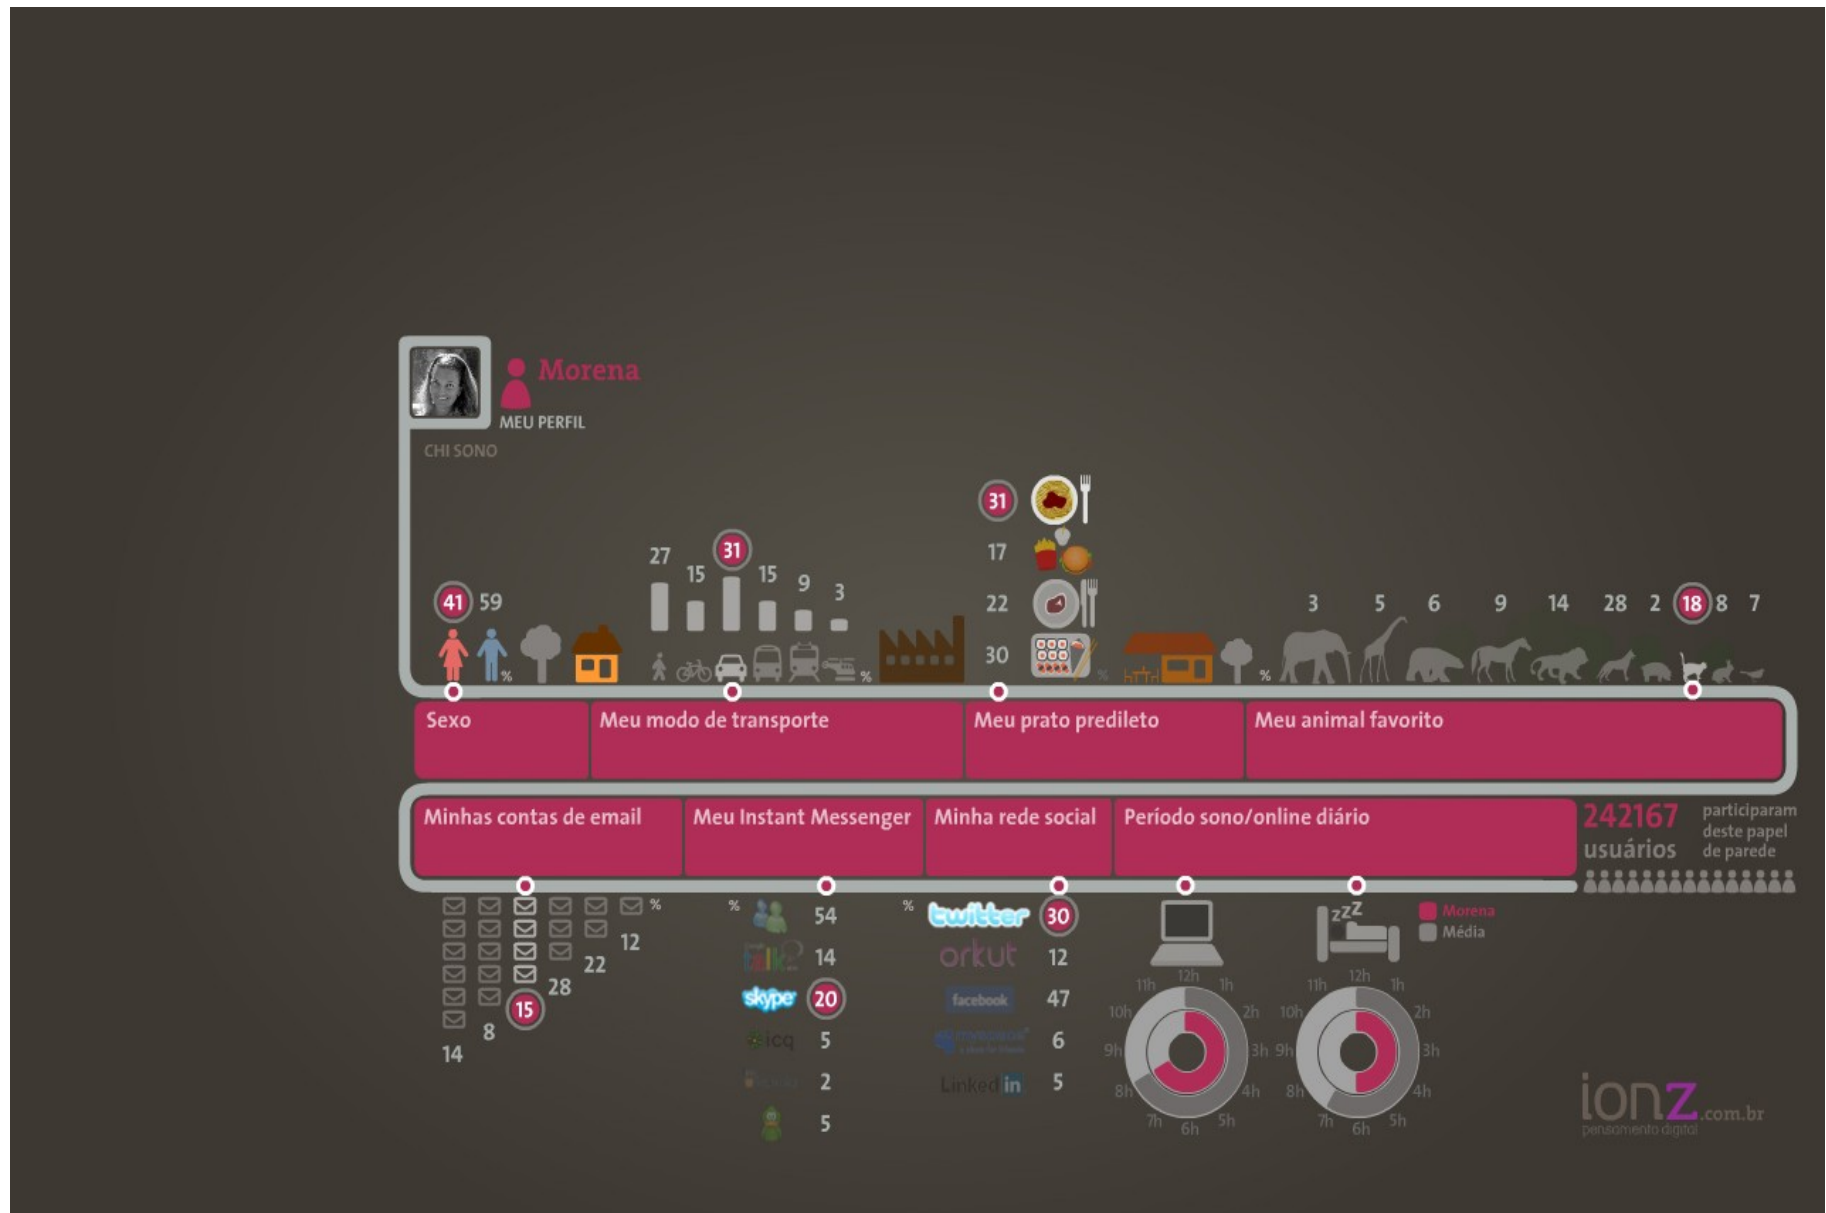 Morena
MEU PERFIL
CHI SONO
41 59 %
27 15 31 15 9 3 %
31
17
22
30 %
% 3 5 6 9 14 28 2 18 8 7
Sexo
Meu modo de transporte
Meu prato predileto
Meu animal favorito
Minhas contas de email
Meu Instant Messenger
Minha rede social
Período sono/online diário
242167
usuários
participaram
deste papel
de parede
%
14 8 15 28 22 12
%
54
talk 14
skype 20
icq 5
2
5
%
twitter 30
orkut 12
facebook 47
myspace 6
Linked in 5
12h 1h 2h 3h 4h 5h 6h 7h 8h 9h 10h 11h
zzZ
12h 1h 2h 3h 4h 5h 6h 7h 8h 9h 10h 11h
Morena
Média
ionz.com.br
pensamento digital